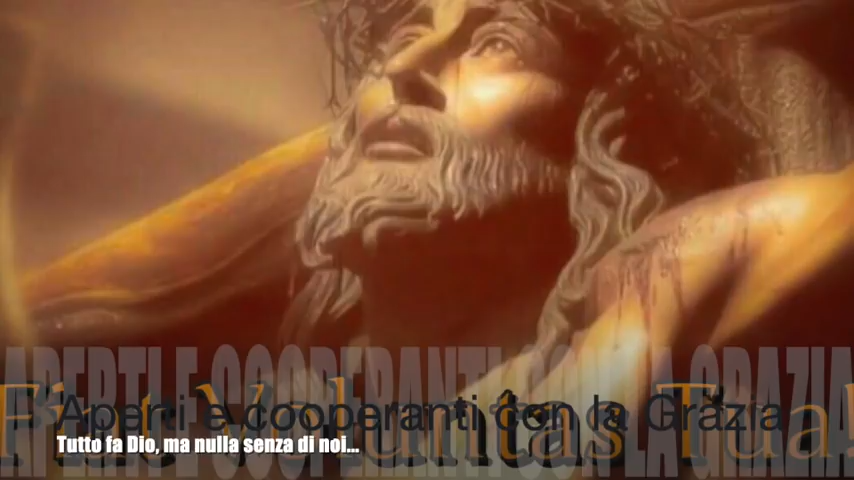 APERTI E COOPERANTI CON LA GRAZIA
Fiat Voluntas Tua!
Aperti e cooperanti con la Grazia
Tutto fa Dio, ma nulla senza di noi...